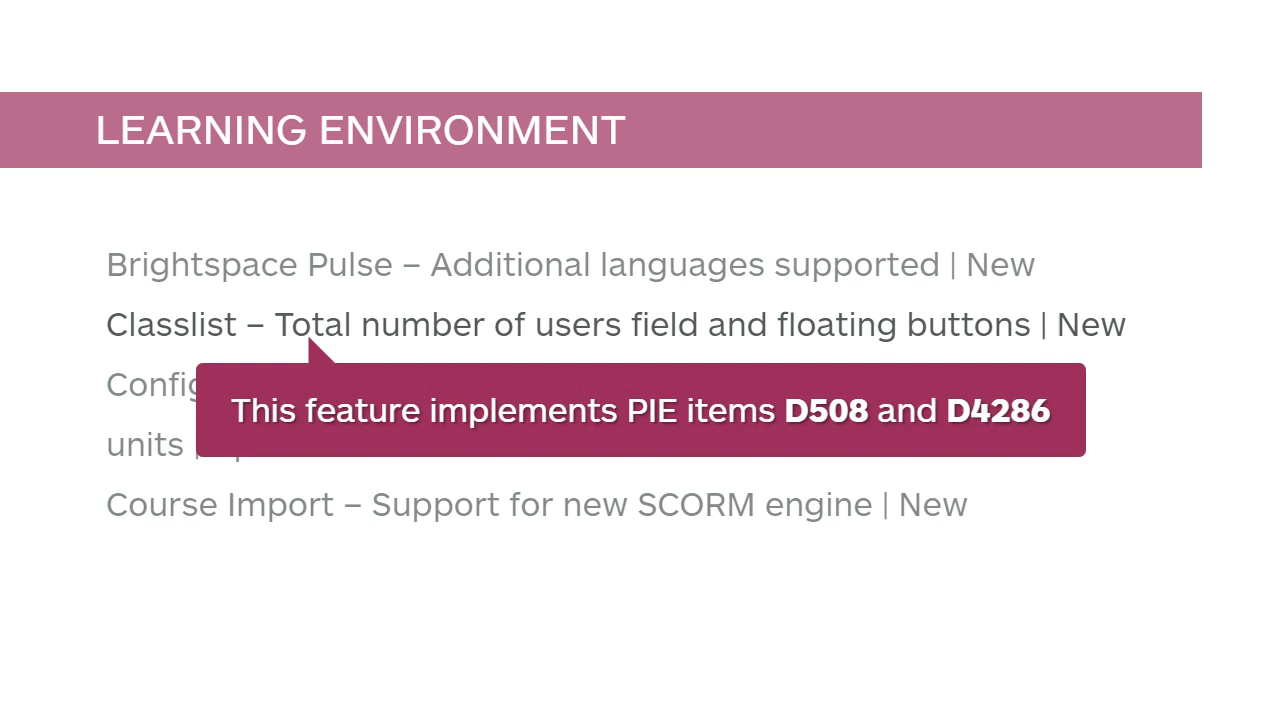 LEARNING ENVIRONMENT
Brightspace Pulse – Additional languages supported | New
Classlist – Total number of users field and floating buttons | New
This feature implements PIE items D508 and D4286
units
Course Import – Support for new SCORM engine | New